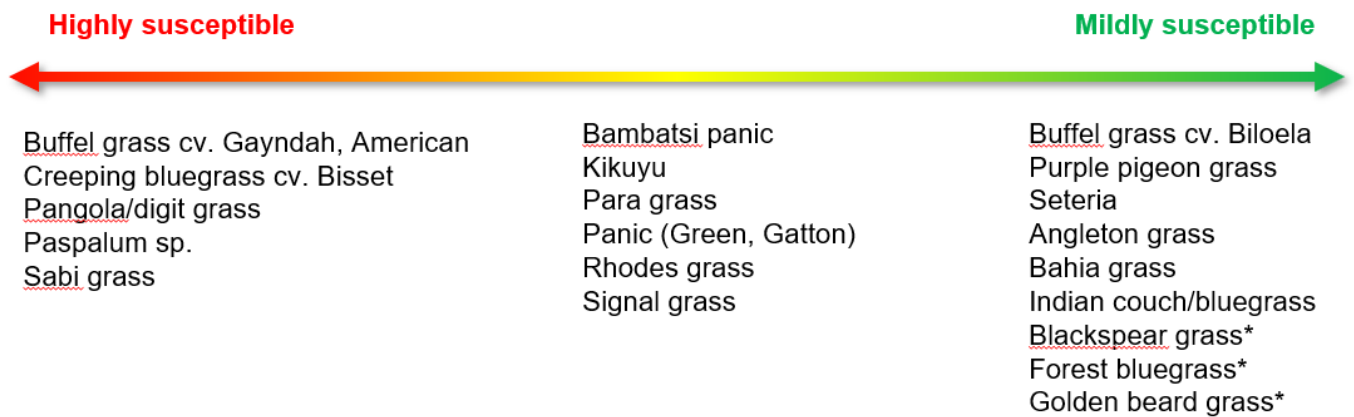 Highly susceptible
Mildly susceptible
Buffel grass cv. Gayndah, American
Creeping bluegrass cv. Bisset
Pangola/digit grass
Paspalum sp.
Sabi grass
Bambatsi panic
Kikuyu
Para grass
Panic (Green, Gatton)
Rhodes grass
Signal grass
Buffel grass cv. Biloela
Purple pigeon grass
Seteria
Angleton grass
Bahia grass
Indian couch/bluegrass
Blackspear grass*
Forest bluegrass*
Golden beard grass*